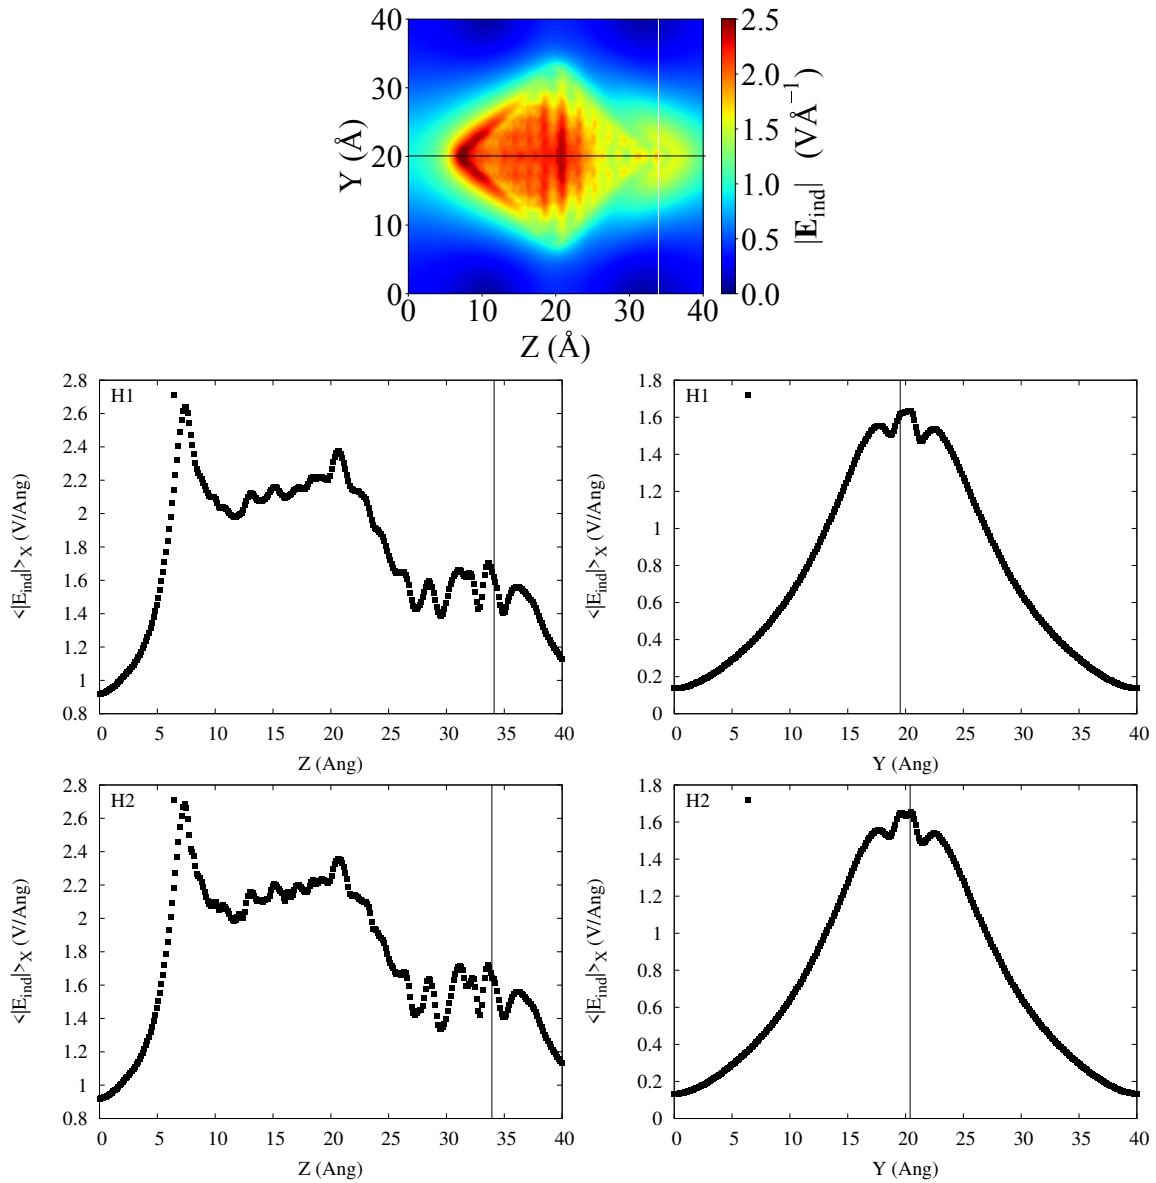 40
30
20
10
0
Y (Å)
0 10 20 30 40
Z (Å)
2.5
2.0
1.5
1.0
0.5
0.0
|E_ind| (VÅ⁻¹)
H1
2.8
2.6
2.4
2.2
2
1.8
1.6
1.4
1.2
1
0.8
<|E_ind|>_X (V/Ang)
0 5 10 15 20 25 30 35 40
Z (Ang)
H1
1.8
1.6
1.4
1.2
1
0.8
0.6
0.4
0.2
0
<|E_ind|>_X (V/Ang)
0 5 10 15 20 25 30 35 40
Y (Ang)
H2
2.8
2.6
2.4
2.2
2
1.8
1.6
1.4
1.2
1
0.8
<|E_ind|>_X (V/Ang)
0 5 10 15 20 25 30 35 40
Z (Ang)
H2
1.8
1.6
1.4
1.2
1
0.8
0.6
0.4
0.2
0
<|E_ind|>_X (V/Ang)
0 5 10 15 20 25 30 35 40
Y (Ang)